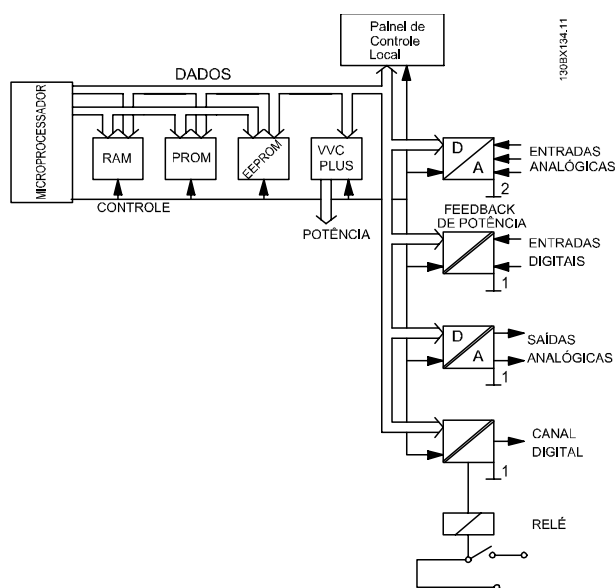 Painel de
Controle
Local
130BX134.11
DADOS
MICROPROCESSADOR
RAM
PROM
EEPROM
VVC
PLUS
CONTROLE
POTÊNCIA
D
A
2
ENTRADAS
ANALÓGICAS
FEEDBACK
DE POTÊNCIA
1
ENTRADAS
DIGITAIS
D
A
1
SAÍDAS
ANALÓGICAS
1
CANAL
DIGITAL
RELÉ